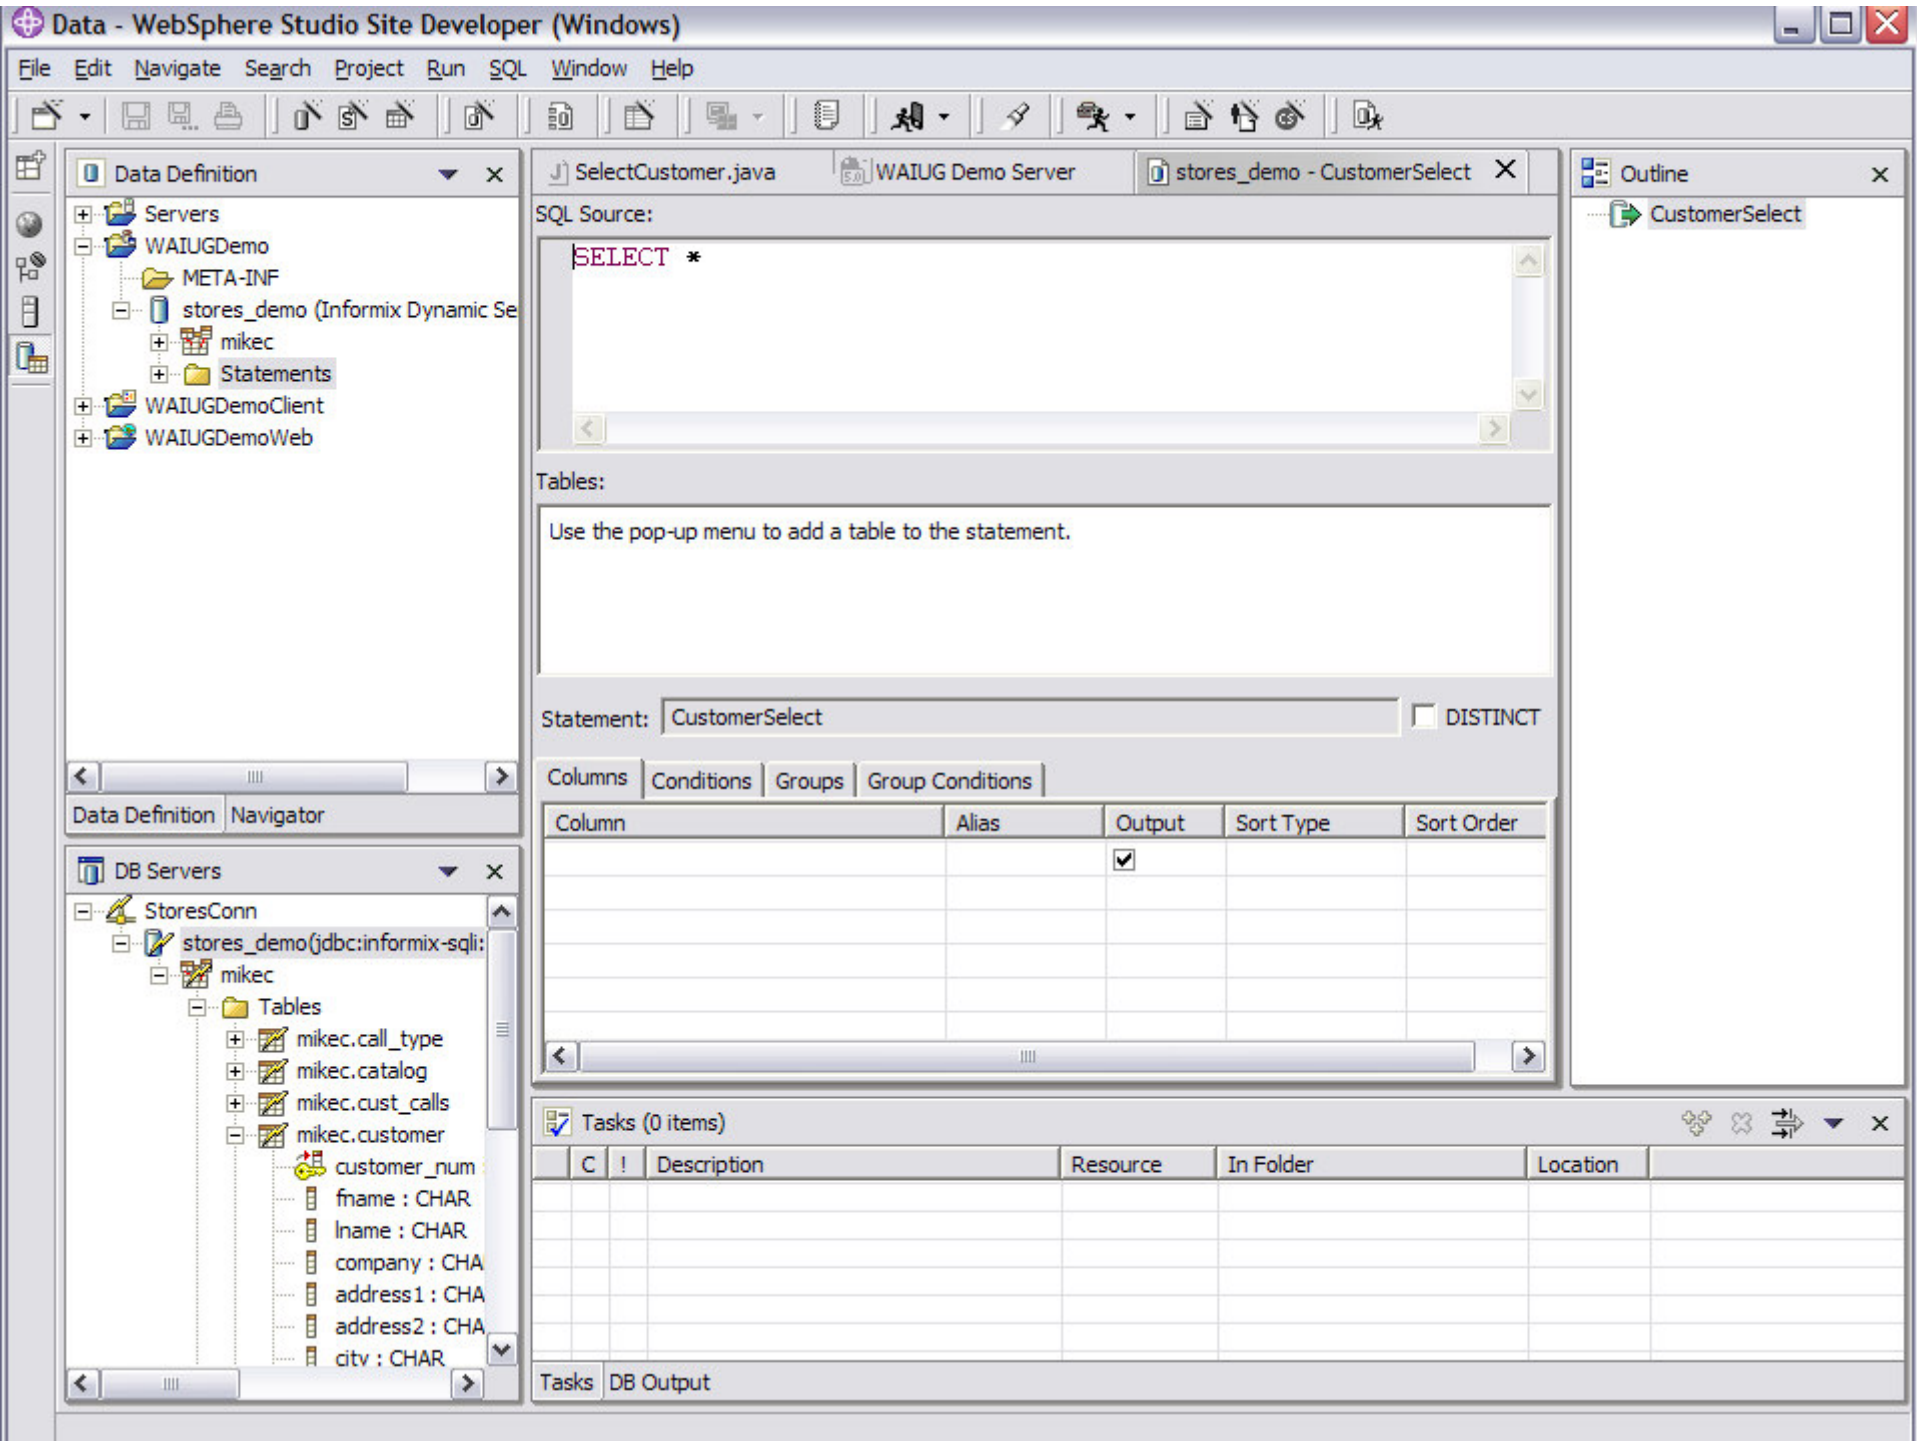 Data - WebSphere Studio Site Developer (Windows)
File Edit Navigate Search Project Run SQL Window Help
Data Definition
Servers
WAIUGDemo
META-INF
stores_demo (Informix Dynamic Se
mikec
Statements
WAIUGDemoClient
WAIUGDemoWeb
Data Definition Navigator
DB Servers
StoresConn
stores_demo(jdbc:informix-sqli:
mikec
Tables
mikec.call_type
mikec.catalog
mikec.cust_calls
mikec.customer
customer_num
fname : CHAR
lname : CHAR
company : CHA
address1 : CHA
address2 : CHA
city : CHAR
SelectCustomer.java WAIUG Demo Server stores_demo - CustomerSelect
SQL Source:
SELECT *
Tables:
Use the pop-up menu to add a table to the statement.
Statement: CustomerSelect DISTINCT
Columns Conditions Groups Group Conditions
Column Alias Output Sort Type Sort Order
Outline
CustomerSelect
Tasks (0 items)
C ! Description Resource In Folder Location
Tasks DB Output